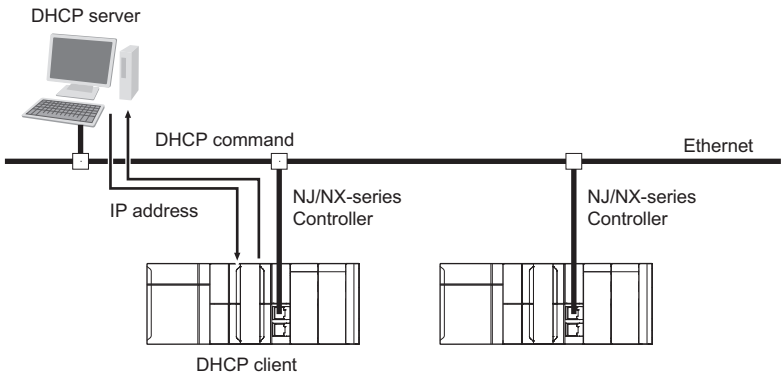 DHCP server
DHCP command
Ethernet
IP address
NJ/NX-series
Controller
NJ/NX-series
Controller
DHCP client